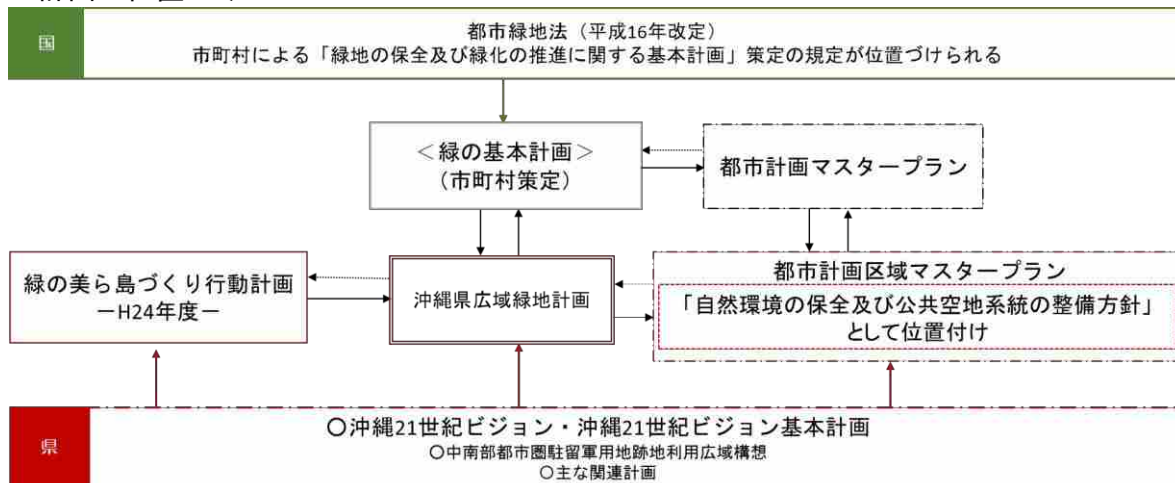 国
都市緑地法（平成16年改定）
市町村による「緑地の保全及び緑化の推進に関する基本計画」策定の規定が位置づけられる
＜緑の基本計画＞
（市町村策定）
都市計画マスタープラン
緑の美ら島づくり行動計画
－H24年度－
沖縄県広域緑地計画
都市計画区域マスタープラン
「自然環境の保全及び公共空地系統の整備方針」
として位置付け
県
〇沖縄21世紀ビジョン・沖縄21世紀ビジョン基本計画
〇中南部都市圏駐留軍用地跡地利用広域構想
〇主な関連計画